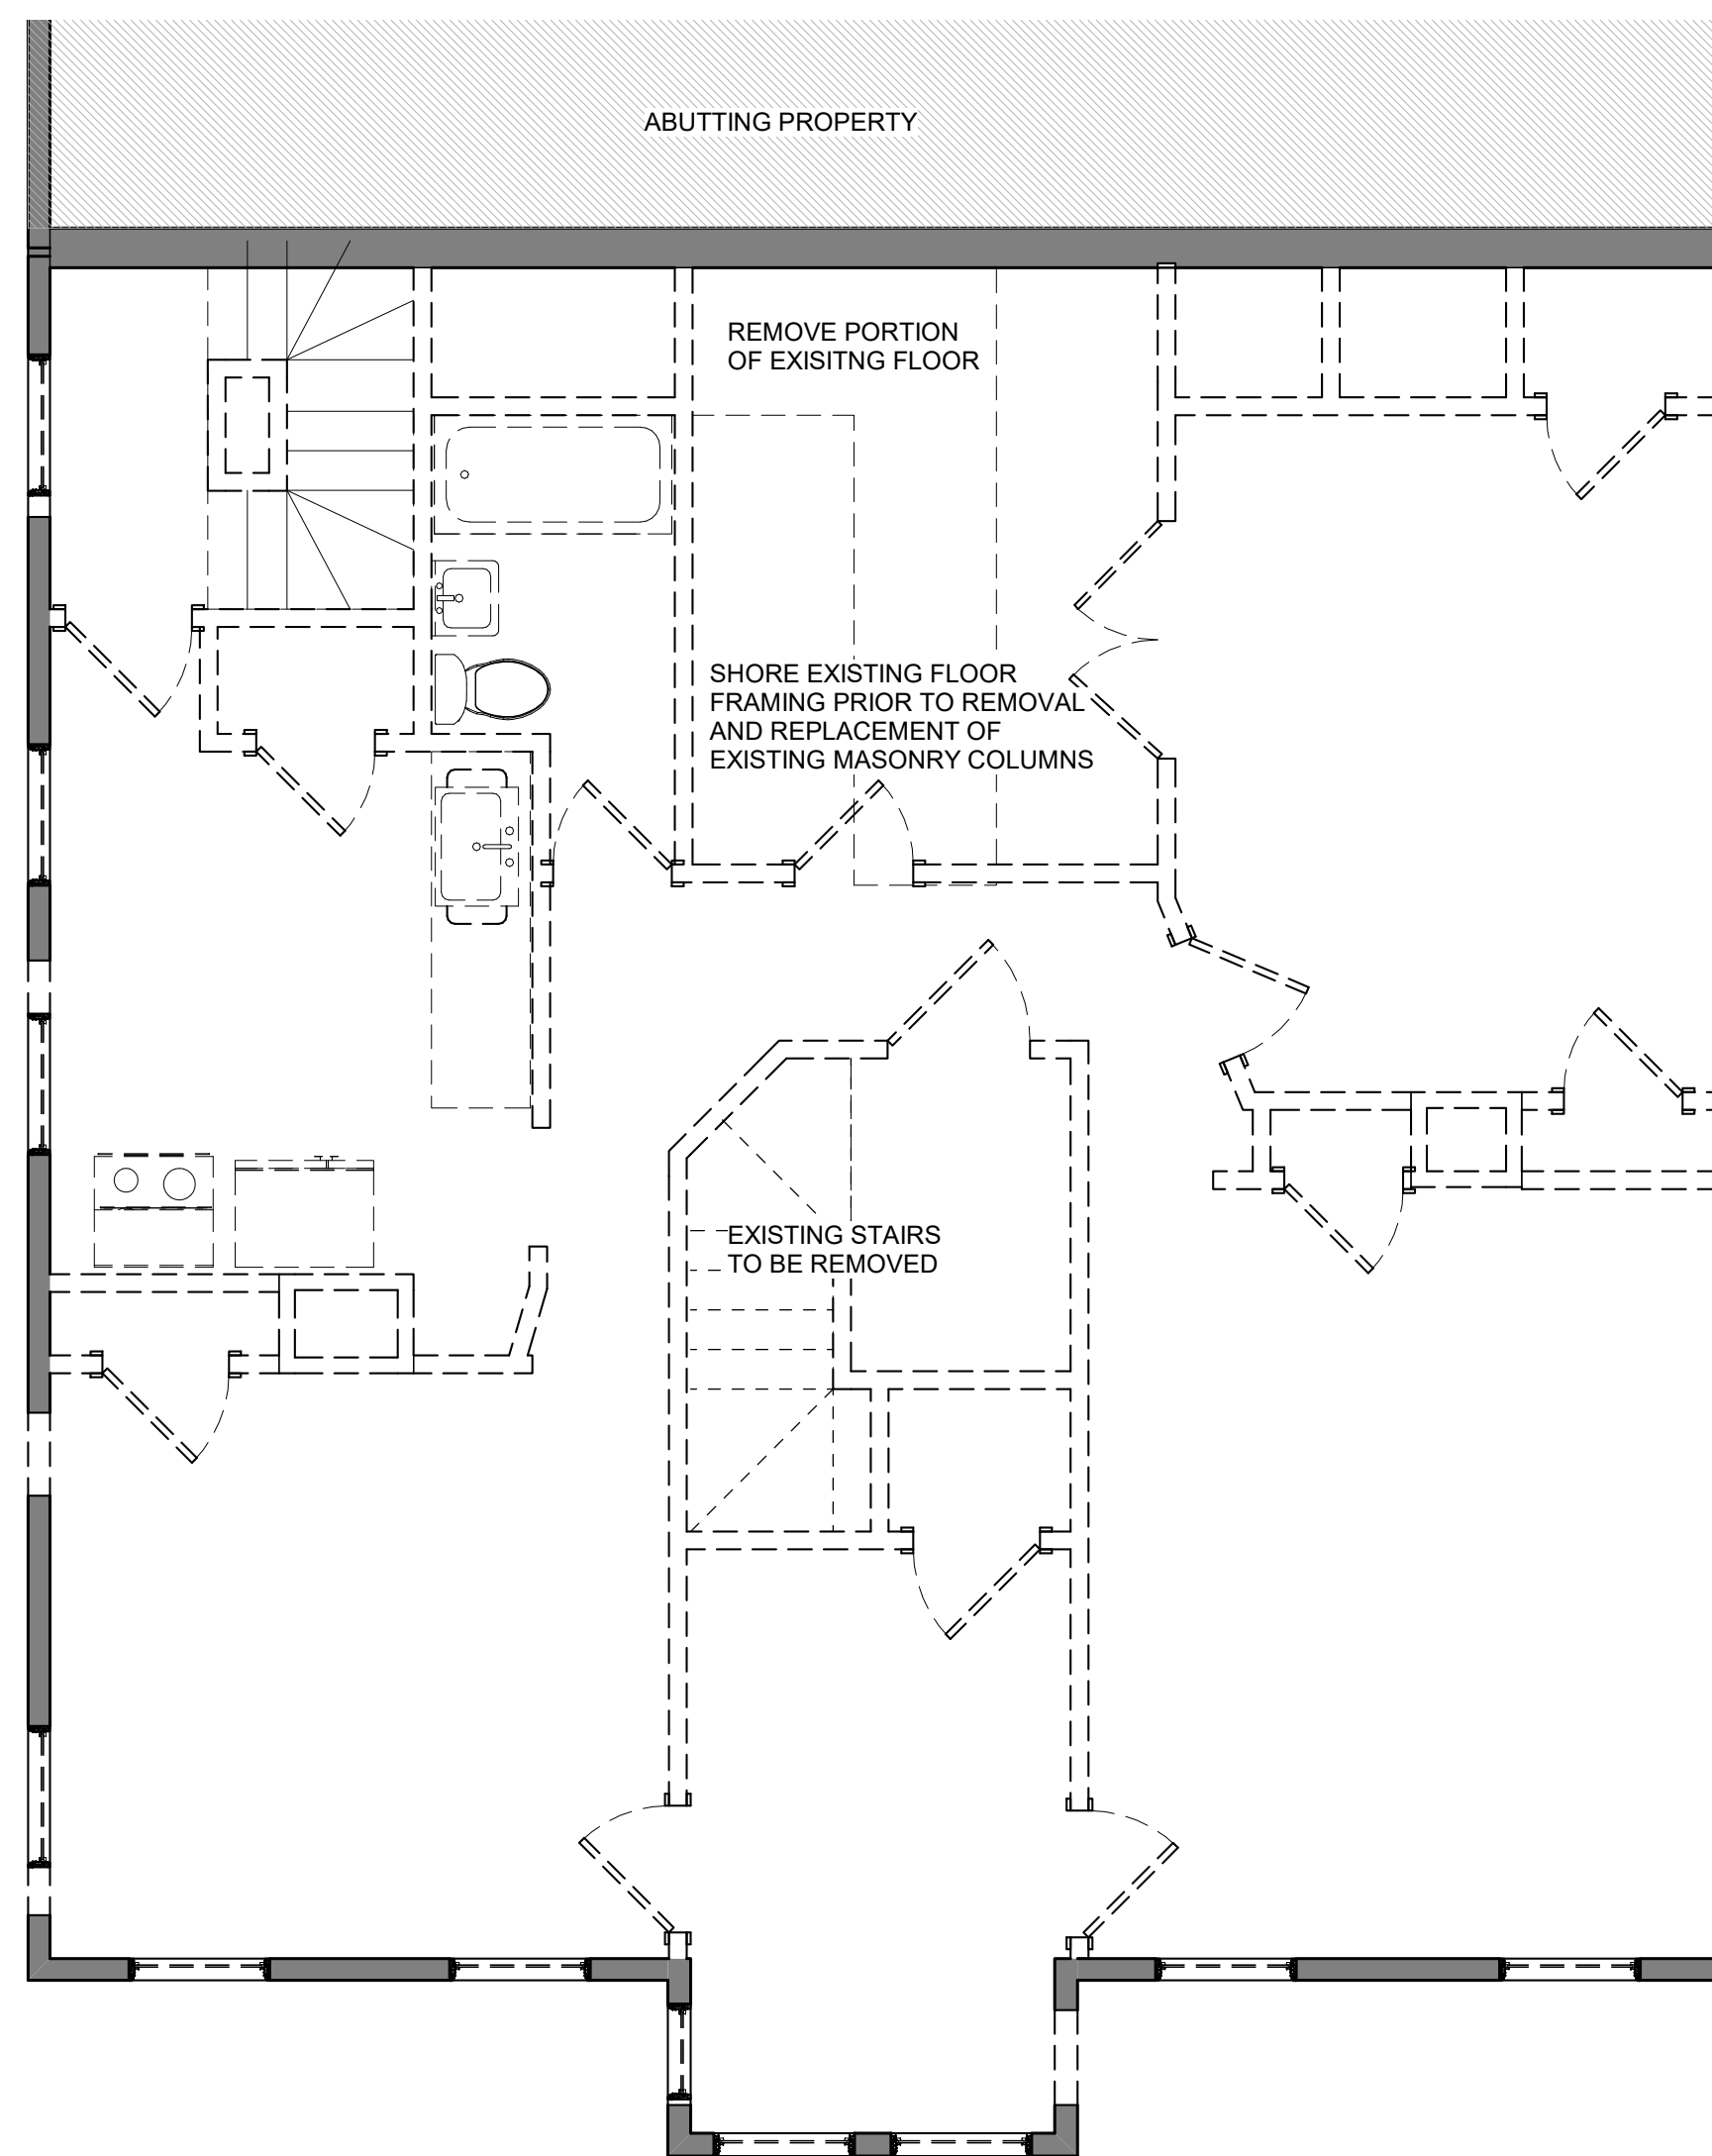 ABUTTING PROPERTY
REMOVE PORTION
OF EXISITNG FLOOR
SHORE EXISTING FLOOR
FRAMING PRIOR TO REMOVAL
AND REPLACEMENT OF
EXISTING MASONRY COLUMNS
EXISTING STAIRS
TO BE REMOVED